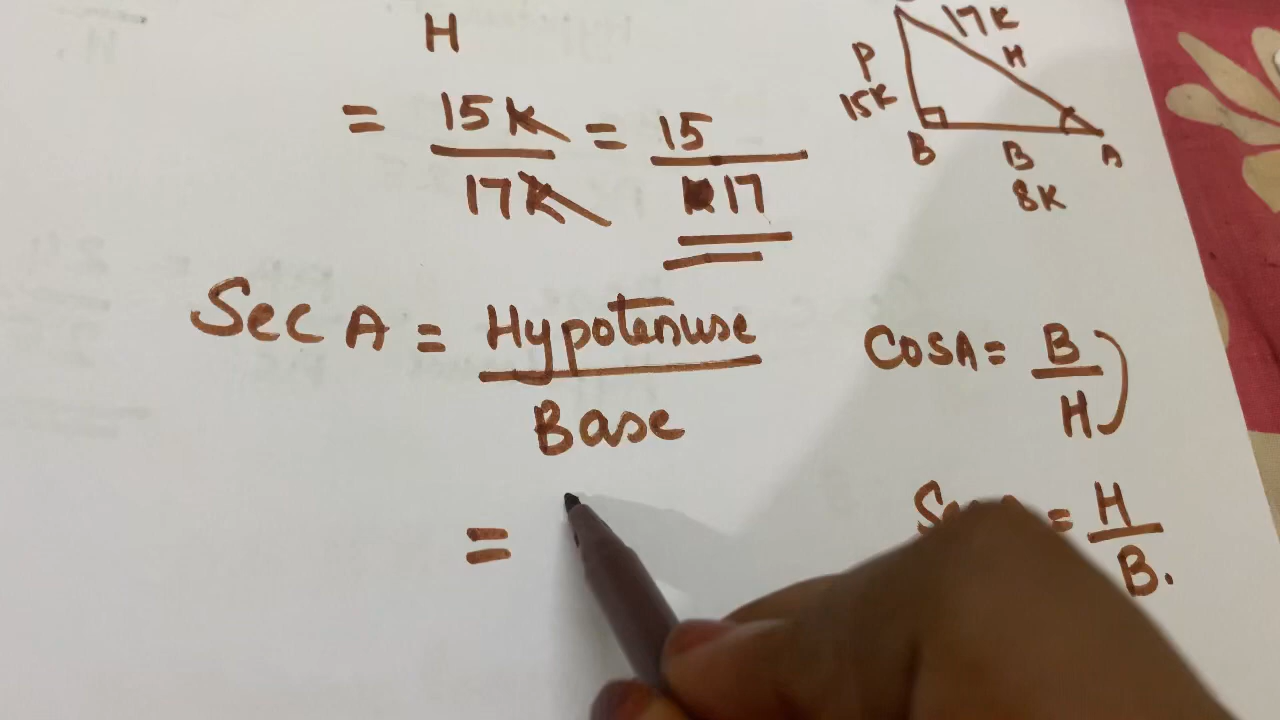 H
= 15K = 15
17K 17
17K
H
P
15K
B B A
8K
Sec A = Hypotenuse
Base
COSA = B
H
=
= H
B.